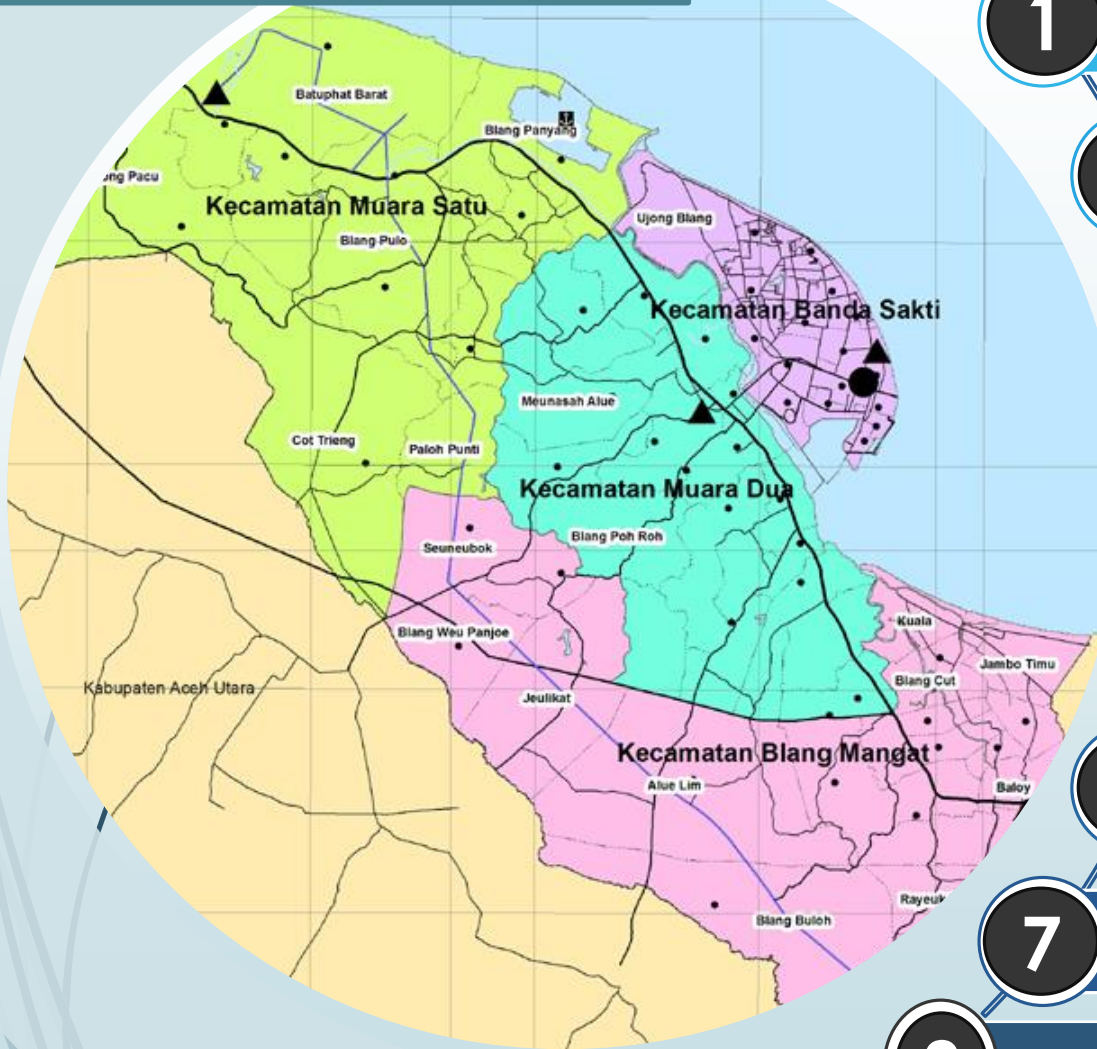 1
Batuphat Barat
Blang Panyang
ong Pacu
Kecamatan Muara Satu
Ujong Blang
Blang Pulo
Kecamatan Banda Sakti
Meunasah Alue
Cot Trieng
Paloh Punti
Kecamatan Muara Dua
Blang Poh Roh
Seuneubok
Kuala
Blang Weu Panjoe
Jambo Timu
Blang Cut
Kabupaten Aceh Utara
Jeulikat
Kecamatan Blang Mangat
Alue Lim
Baloy
Rayeuk
Blang Buloh
7